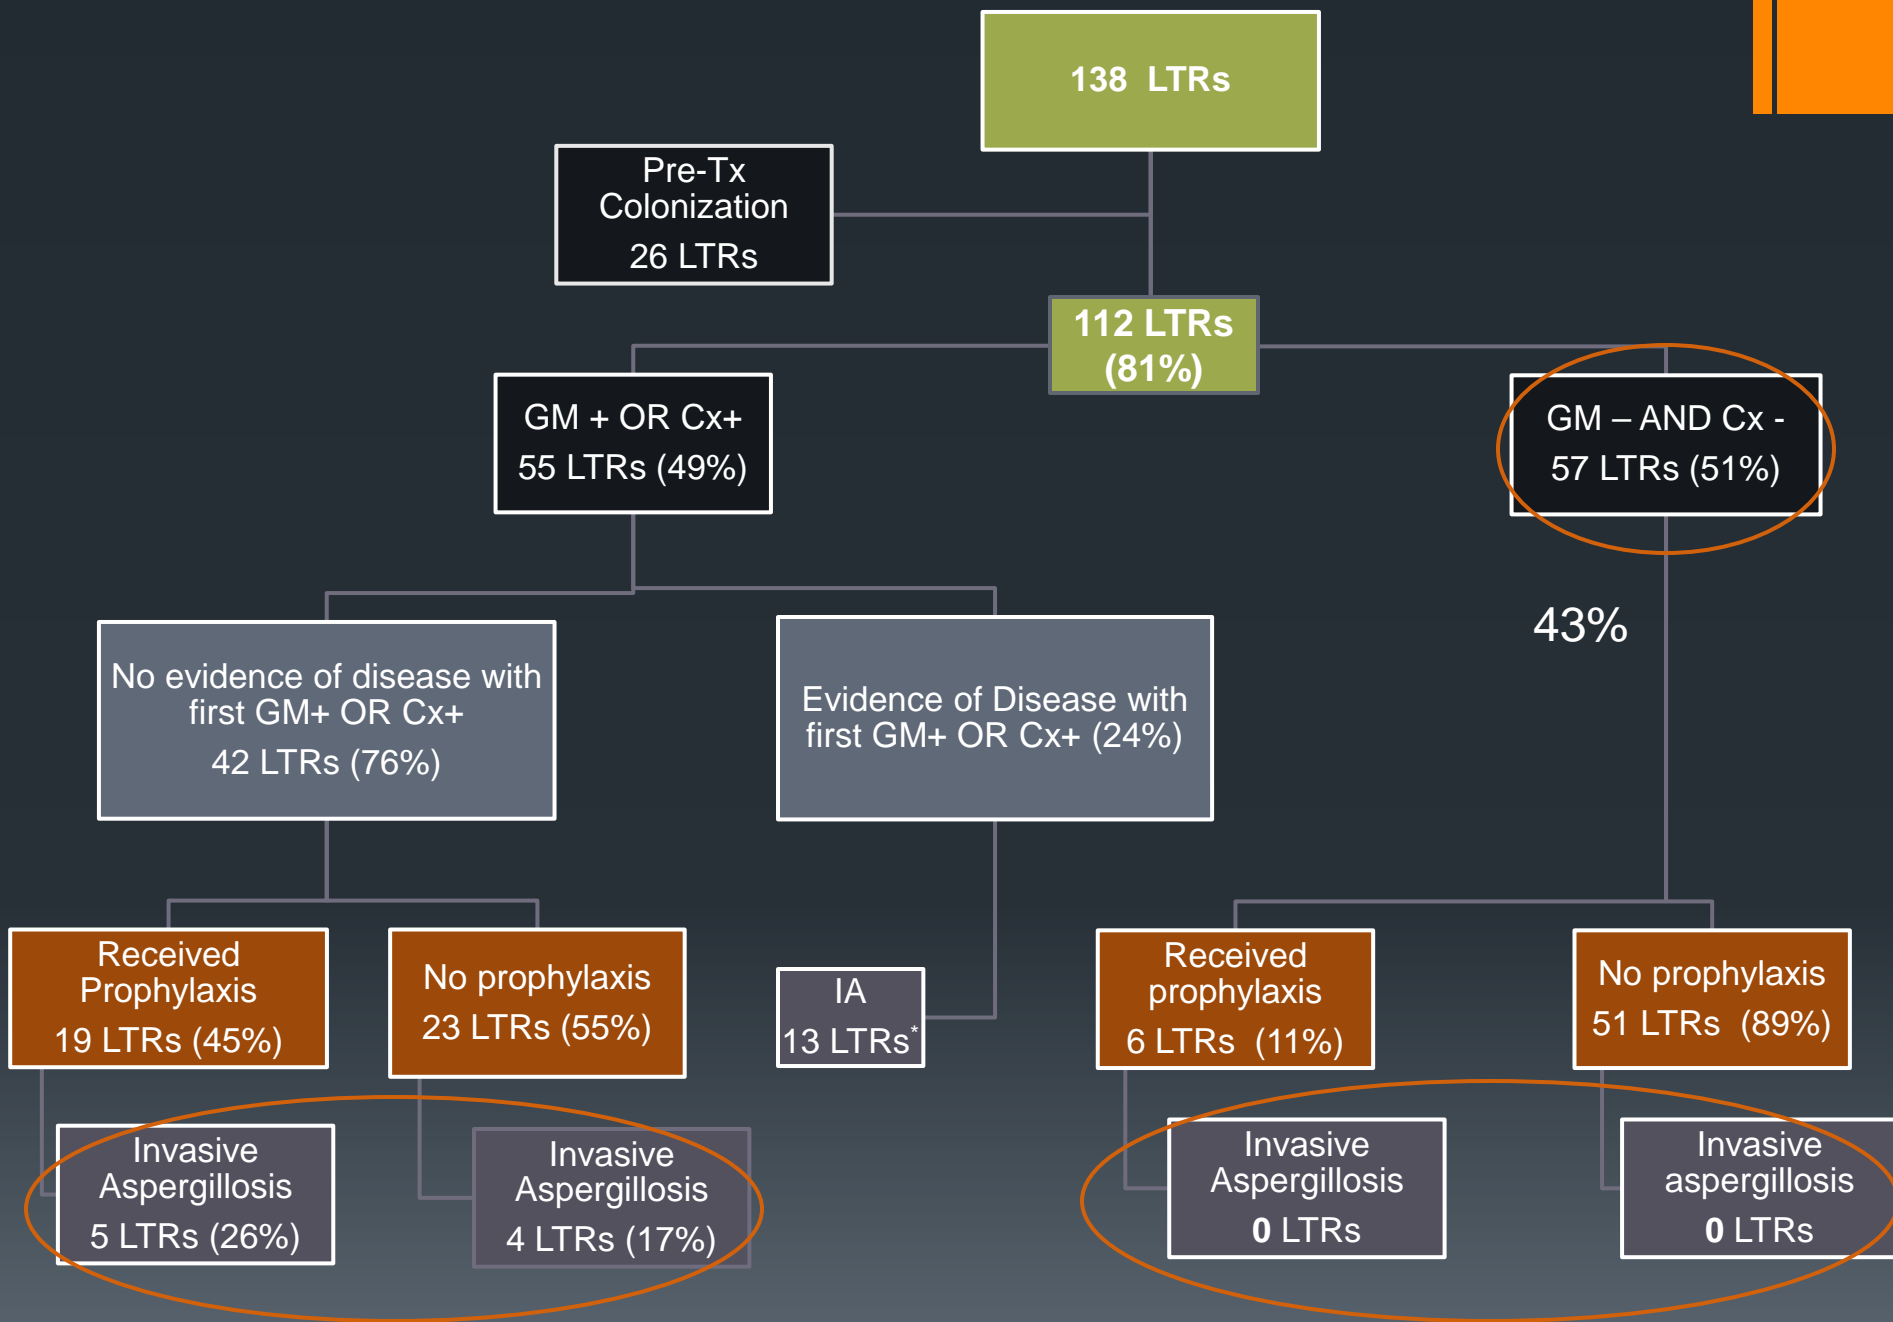 138 LTRs
Pre-Tx
Colonization
26 LTRs
112 LTRs
(81%)
GM + OR Cx+
55 LTRs (49%)
GM – AND Cx -
57 LTRs (51%)
43%
No evidence of disease with
first GM+ OR Cx+
42 LTRs (76%)
Evidence of Disease with
first GM+ OR Cx+ (24%)
Received
Prophylaxis
19 LTRs (45%)
No prophylaxis
23 LTRs (55%)
IA
13 LTRs*
Received
prophylaxis
6 LTRs (11%)
No prophylaxis
51 LTRs (89%)
Invasive
Aspergillosis
5 LTRs (26%)
Invasive
Aspergillosis
4 LTRs (17%)
Invasive
Aspergillosis
0 LTRs
Invasive
aspergillosis
0 LTRs